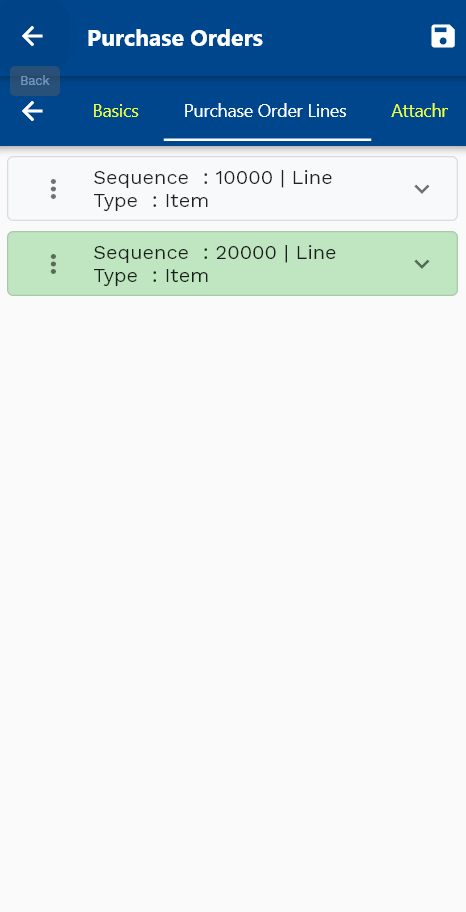 Purchase Orders
Back
Basics
Purchase Order Lines
Attachr
Sequence : 10000 | Line
Type : Item
Sequence : 20000 | Line
Type : Item